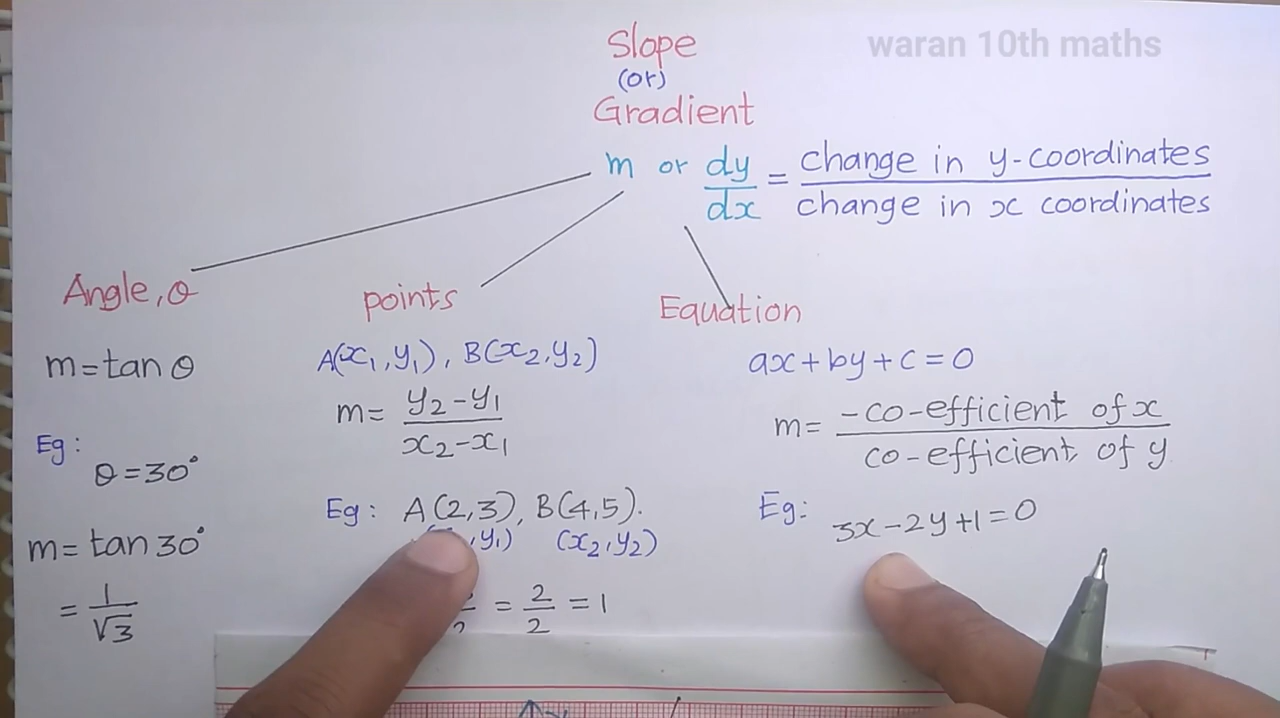 Slope
waran 10th maths
(or)
Gradient
m or dy/dx = change in y-coordinates / change in x coordinates
Angle, θ
m = tan θ
Eg:
θ = 30°
m = tan 30°
= 1/√3
points
A(x₁, y₁), B(x₂, y₂)
m = y₂ - y₁ / x₂ - x₁
Eg: A(2,3), B(4,5).
, y₁) (x₂, y₂)
= 2/2 = 1
Equation
ax + by + c = 0
m = -co-efficient of x / co-efficient of y
Eg:
3x - 2y + 1 = 0